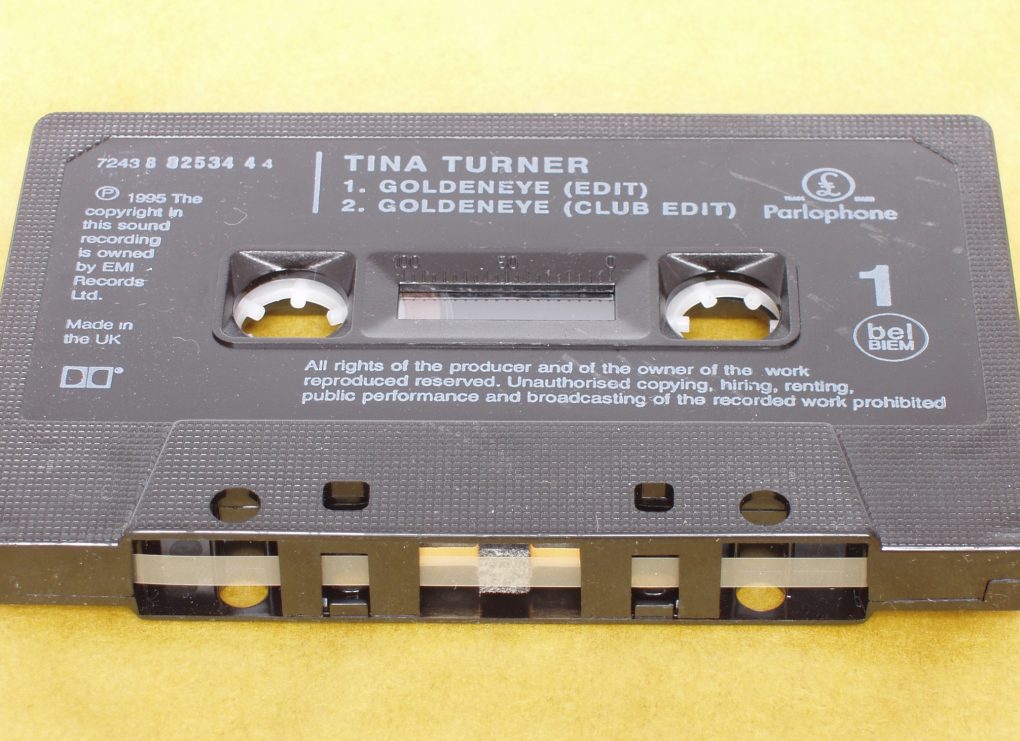 7243 8 82534 4 4
℗ 1995 The
copyright in
this sound
recording
is owned
by EMI
Records
Ltd.
Made in
the UK
TINA TURNER
1. GOLDENEYE (EDIT)
2. GOLDENEYE (CLUB EDIT)
£
TRADE MARK
Parlophone
100 50 0
1
bel
BIEM
All rights of the producer and of the owner of the work
reproduced reserved. Unauthorised copying, hiring, renting,
public performance and broadcasting of the recorded work prohibited